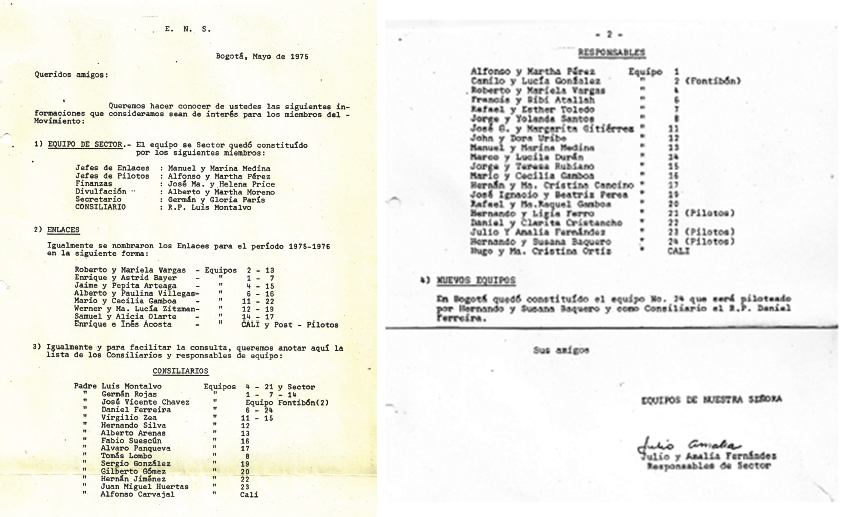 E. N. S.
Bogotá, Mayo de 1975
Queridos amigos:
Queremos hacer conocer de ustedes las siguientes in-
formaciones que consideramos sean de interés para los miembros del -
Movimiento:
1) EQUIPO DE SECTOR.- El equipo se Sector quedó constituído
por los siguientes miembros:
Jefes de Enlaces : Manuel y Marina Medina
Jefes de Pilotos : Alfonso y Martha Pérez
Finanzas : José Ma. y Helena Price
Divulfación : Alberto y Martha Moreno
Secretario : Germán y Gloria París
CONSILIARIO : R.P. Luis Montalvo
2) ENLACES
Igualmente se nombraron los Enlaces para el período 1975-1976
en la siguiente forma:
Roberto y Mariela Vargas - Equipos 2 - 13
Enrique y Astrid Bayer - " 1 - 7
Jaime y Pepita Arteaga - " 4 - 15
Alberto y Paulina Villegas- " 6 - 16
Mario y Cecilia Gamboa - " 11 - 22
Werner y Ma. Lucía Zitzman- " 12 - 19
Samuel y Alicia Olarte - " 14 - 17
Enrique e Inés Acosta - " CALI y Post - Pilotos
3) Igualmente y para facilitar la consulta, queremos anotar aquí la
lista de los Consiliarios y responsables de equipo:
CONSILIARIOS
Padre Luis Montalvo Equipos 4 - 21 y Sector
" Germán Rojas " 1 - 7 - 14
" José Vicente Chavez " Equipo Fontibón(2)
" Daniel Ferreira " 6 - 24
" Virgilio Zea " 11 - 15
" Hernando Silva " 12
" Alberto Arenas " 13
" Fabio Suescún " 16
" Alvaro Panqueva " 17
" Tomás Lombo " 8
" Sergio González " 19
" Gilberto Gómez " 20
" Hernán Jiménez " 22
" Juan Miguel Huertas " 23
" Alfonso Carvajal " Cali
- 2 -
RESPONSABLES
Alfonso y Martha Pérez Equipo 1
Camilo y Lucía González " 2 (Fontibón)
Roberto y Mariela Vargas " 4
Francis y Bibi Atallah " 6
Rafael y Esther Toledo " 7
Jorge y Yolanda Santos " 8
José G. y Margarita Gitiérres " 11
John y Dora Uribe " 12
Manuel y Marina Medina " 13
Marco y Lucila Durán " 14
Jorge y Teresa Rubiano " 15
Mario y Cecilia Gamboa " 16
Hernán y Ma. Cristina Cancino " 17
José Ignacio y Beatriz Perea " 19
Rafael y Ma.Raquel Gamboa " 20
Hernando y Ligia Ferro " 21 (Pilotos)
Daniel y Clarita Cristancho " 22
Julio Y Amalia Fernández " 23 (Pilotos)
Hernando y Susana Baquero " 24 (Pilotos)
Hugo y Ma. Cristina Ortíz " CALI
4) NUEVOS EQUIPOS
En Bogotá quedó constituído el equipo No. 24 que será piloteado
por Hernando y Susana Baquero y como Consiliario el R.P. Daniel
Ferreira.
Sus amigos
EQUIPOS DE NUESTRA SEÑORA
Julio Amalia
Julio y Amalia Fernández
Responsables de Sector